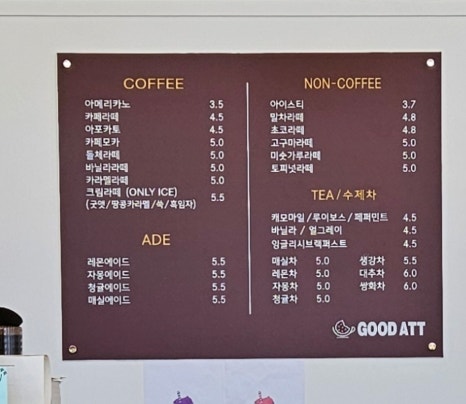 COFFEE
아메리카노 3.5
카페라떼 4.5
아포카토 4.5
카페모카 5.0
돌체라떼 5.0
바닐라라떼 5.0
카라멜라떼 5.0
크림라떼 (ONLY ICE) 5.5
(굿앳/땅콩카라멜/쑥/흑임자)
ADE
레몬에이드 5.5
자몽에이드 5.5
청귤에이드 5.5
매실에이드 5.5
NON-COFFEE
아이스티 3.7
말차라떼 4.8
초코라떼 4.8
고구마라떼 5.0
미숫가루라떼 5.0
토피넛라떼 5.0
TEA / 수제차
캐모마일 / 루이보스 / 페퍼민트 4.5
바닐라 / 얼그레이 4.5
잉글리시브랙퍼스트 4.5
매실차 5.0 생강차 5.5
레몬차 5.0 대추차 6.0
자몽차 5.0 쌍화차 6.0
청귤차 5.0
GOOD ATT